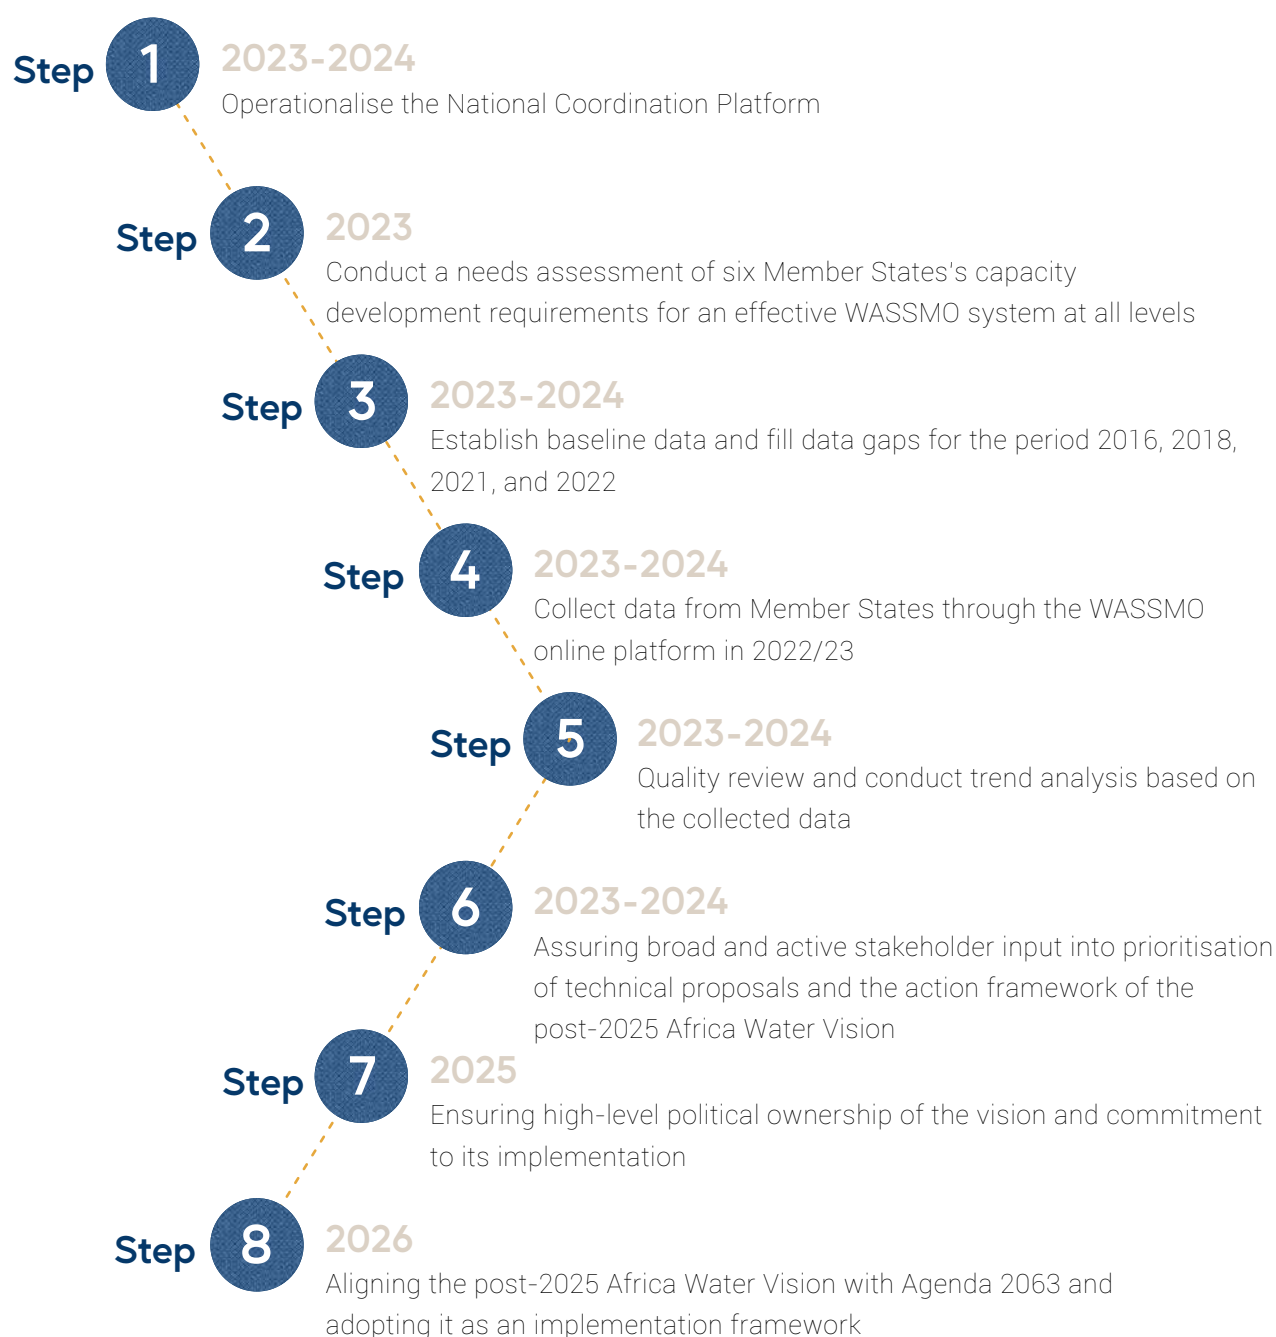 Step 1
2023-2024
Operationalise the National Coordination Platform
Step 2
2023
Conduct a needs assessment of six Member States's capacity
development requirements for an effective WASSMO system at all levels
Step 3
2023-2024
Establish baseline data and fill data gaps for the period 2016, 2018,
2021, and 2022
Step 4
2023-2024
Collect data from Member States through the WASSMO
online platform in 2022/23
Step 5
2023-2024
Quality review and conduct trend analysis based on
the collected data
Step 6
2023-2024
Assuring broad and active stakeholder input into prioritisation
of technical proposals and the action framework of the
post-2025 Africa Water Vision
Step 7
2025
Ensuring high-level political ownership of the vision and commitment
to its implementation
Step 8
2026
Aligning the post-2025 Africa Water Vision with Agenda 2063 and
adopting it as an implementation framework